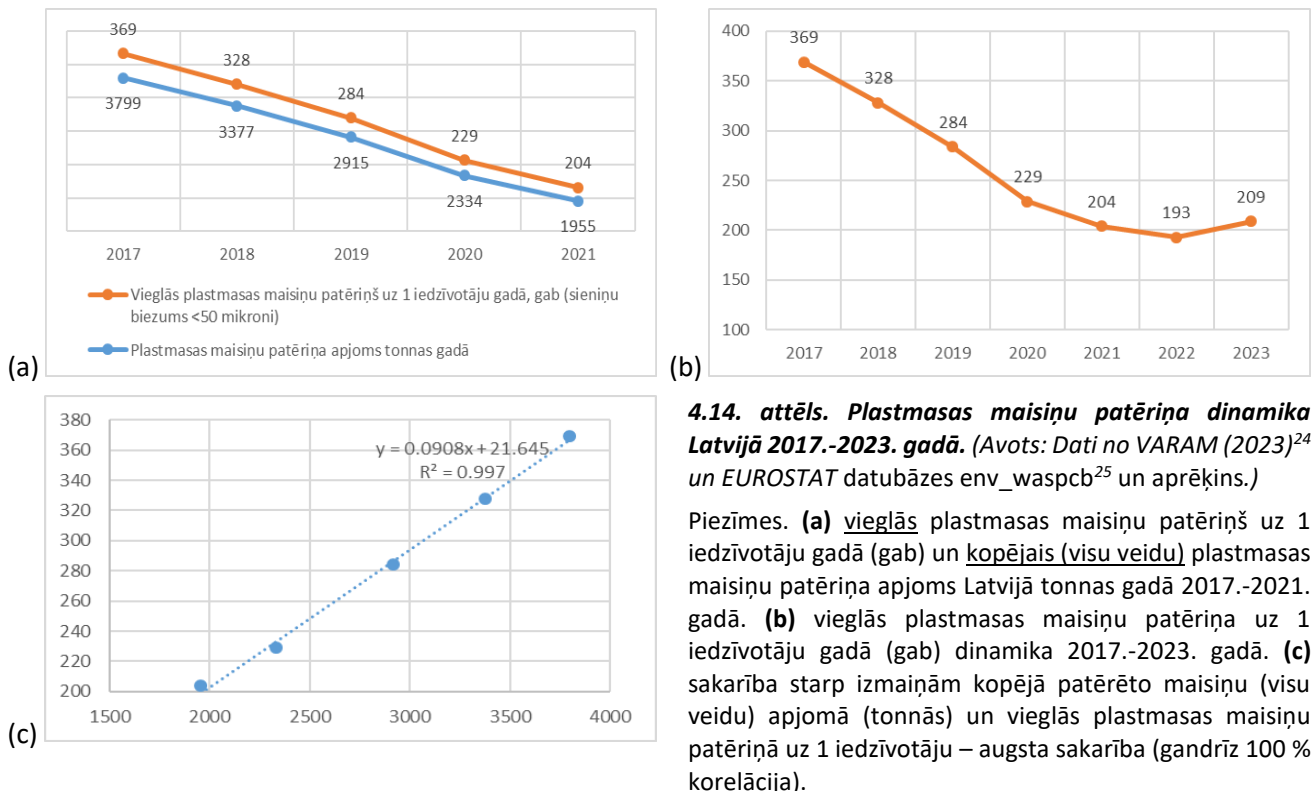 369
328
284
229
204
3799
3377
2915
2334
1955
2017
2018
2019
2020
2021
Vieglās plastmasas maisiņu patēriņš uz 1 iedzīvotāju gadā, gab (sieniņu
biezums <50 mikroni)
Plastmasas maisiņu patēriņa apjoms tonnas gadā
(a)
400
350
300
250
200
150
100
369
328
284
229
204
193
209
2017
2018
2019
2020
2021
2022
2023
(b)
380
360
340
320
300
280
260
240
220
200
y = 0.0908x + 21.645
R² = 0.997
1500
2000
2500
3000
3500
4000
(c)
4.14. attēls. Plastmasas maisiņu patēriņa dinamika
Latvijā 2017.-2023. gadā. (Avots: Dati no VARAM (2023)24
un EUROSTAT datubāzes env_waspcb25 un aprēķins.)
Piezīmes. (a) vieglās plastmasas maisiņu patēriņš uz 1
iedzīvotāju gadā (gab) un kopējais (visu veidu) plastmasas
maisiņu patēriņa apjoms Latvijā tonnas gadā 2017.-2021.
gadā. (b) vieglās plastmasas maisiņu patēriņa uz 1
iedzīvotāju gadā (gab) dinamika 2017.-2023. gadā. (c)
sakarība starp izmaiņām kopējā patērēto maisiņu (visu
veidu) apjomā (tonnās) un vieglās plastmasas maisiņu
patēriņā uz 1 iedzīvotāju – augsta sakarība (gandrīz 100 %
korelācija).